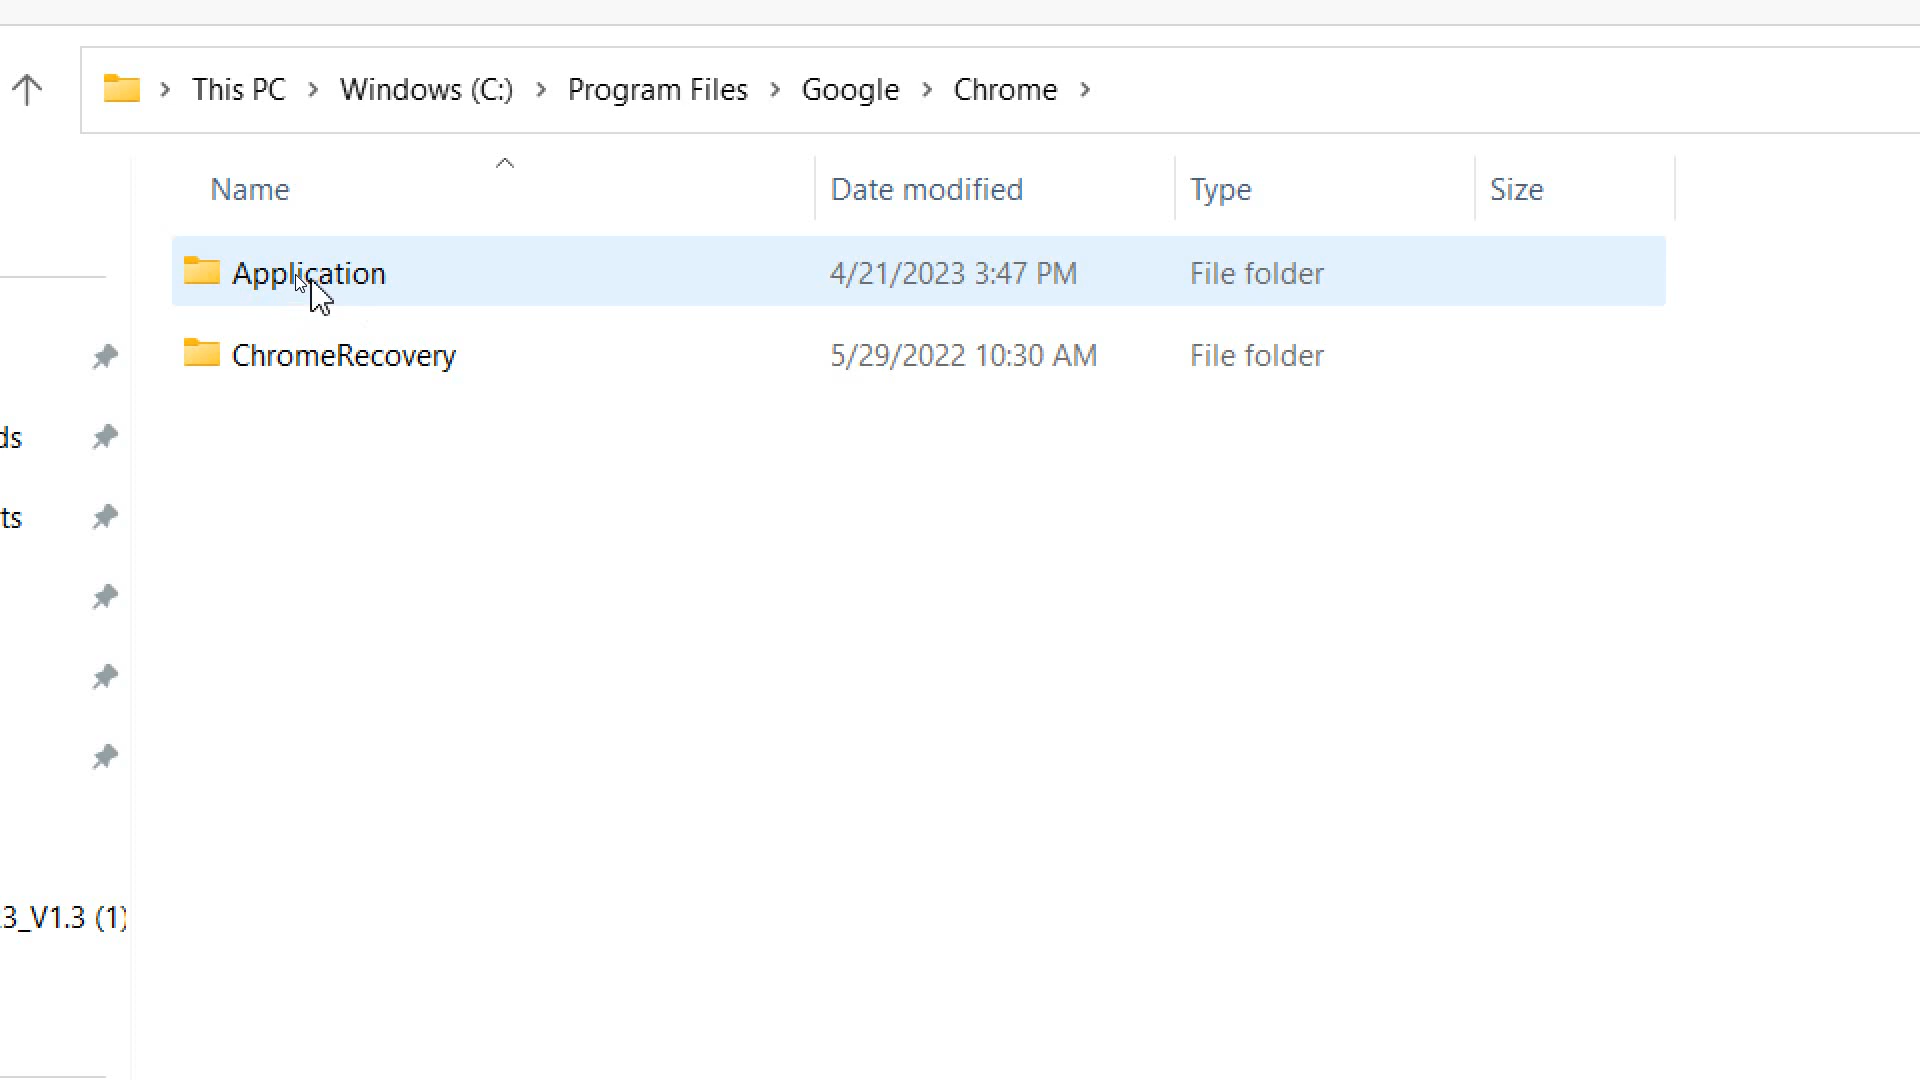 This PC Windows (C:) Program Files Google Chrome
Name Date modified Type Size
Application 4/21/2023 3:47 PM File folder
ChromeRecovery 5/29/2022 10:30 AM File folder
ds
ts
3_V1.3 (1)